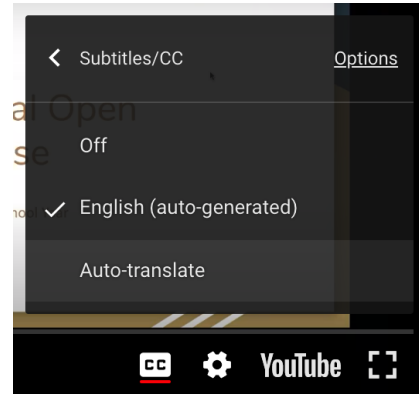 Subtitles/CC Options
al Open
Off
se
English (auto-generated)
Auto-translate
CC YouTube